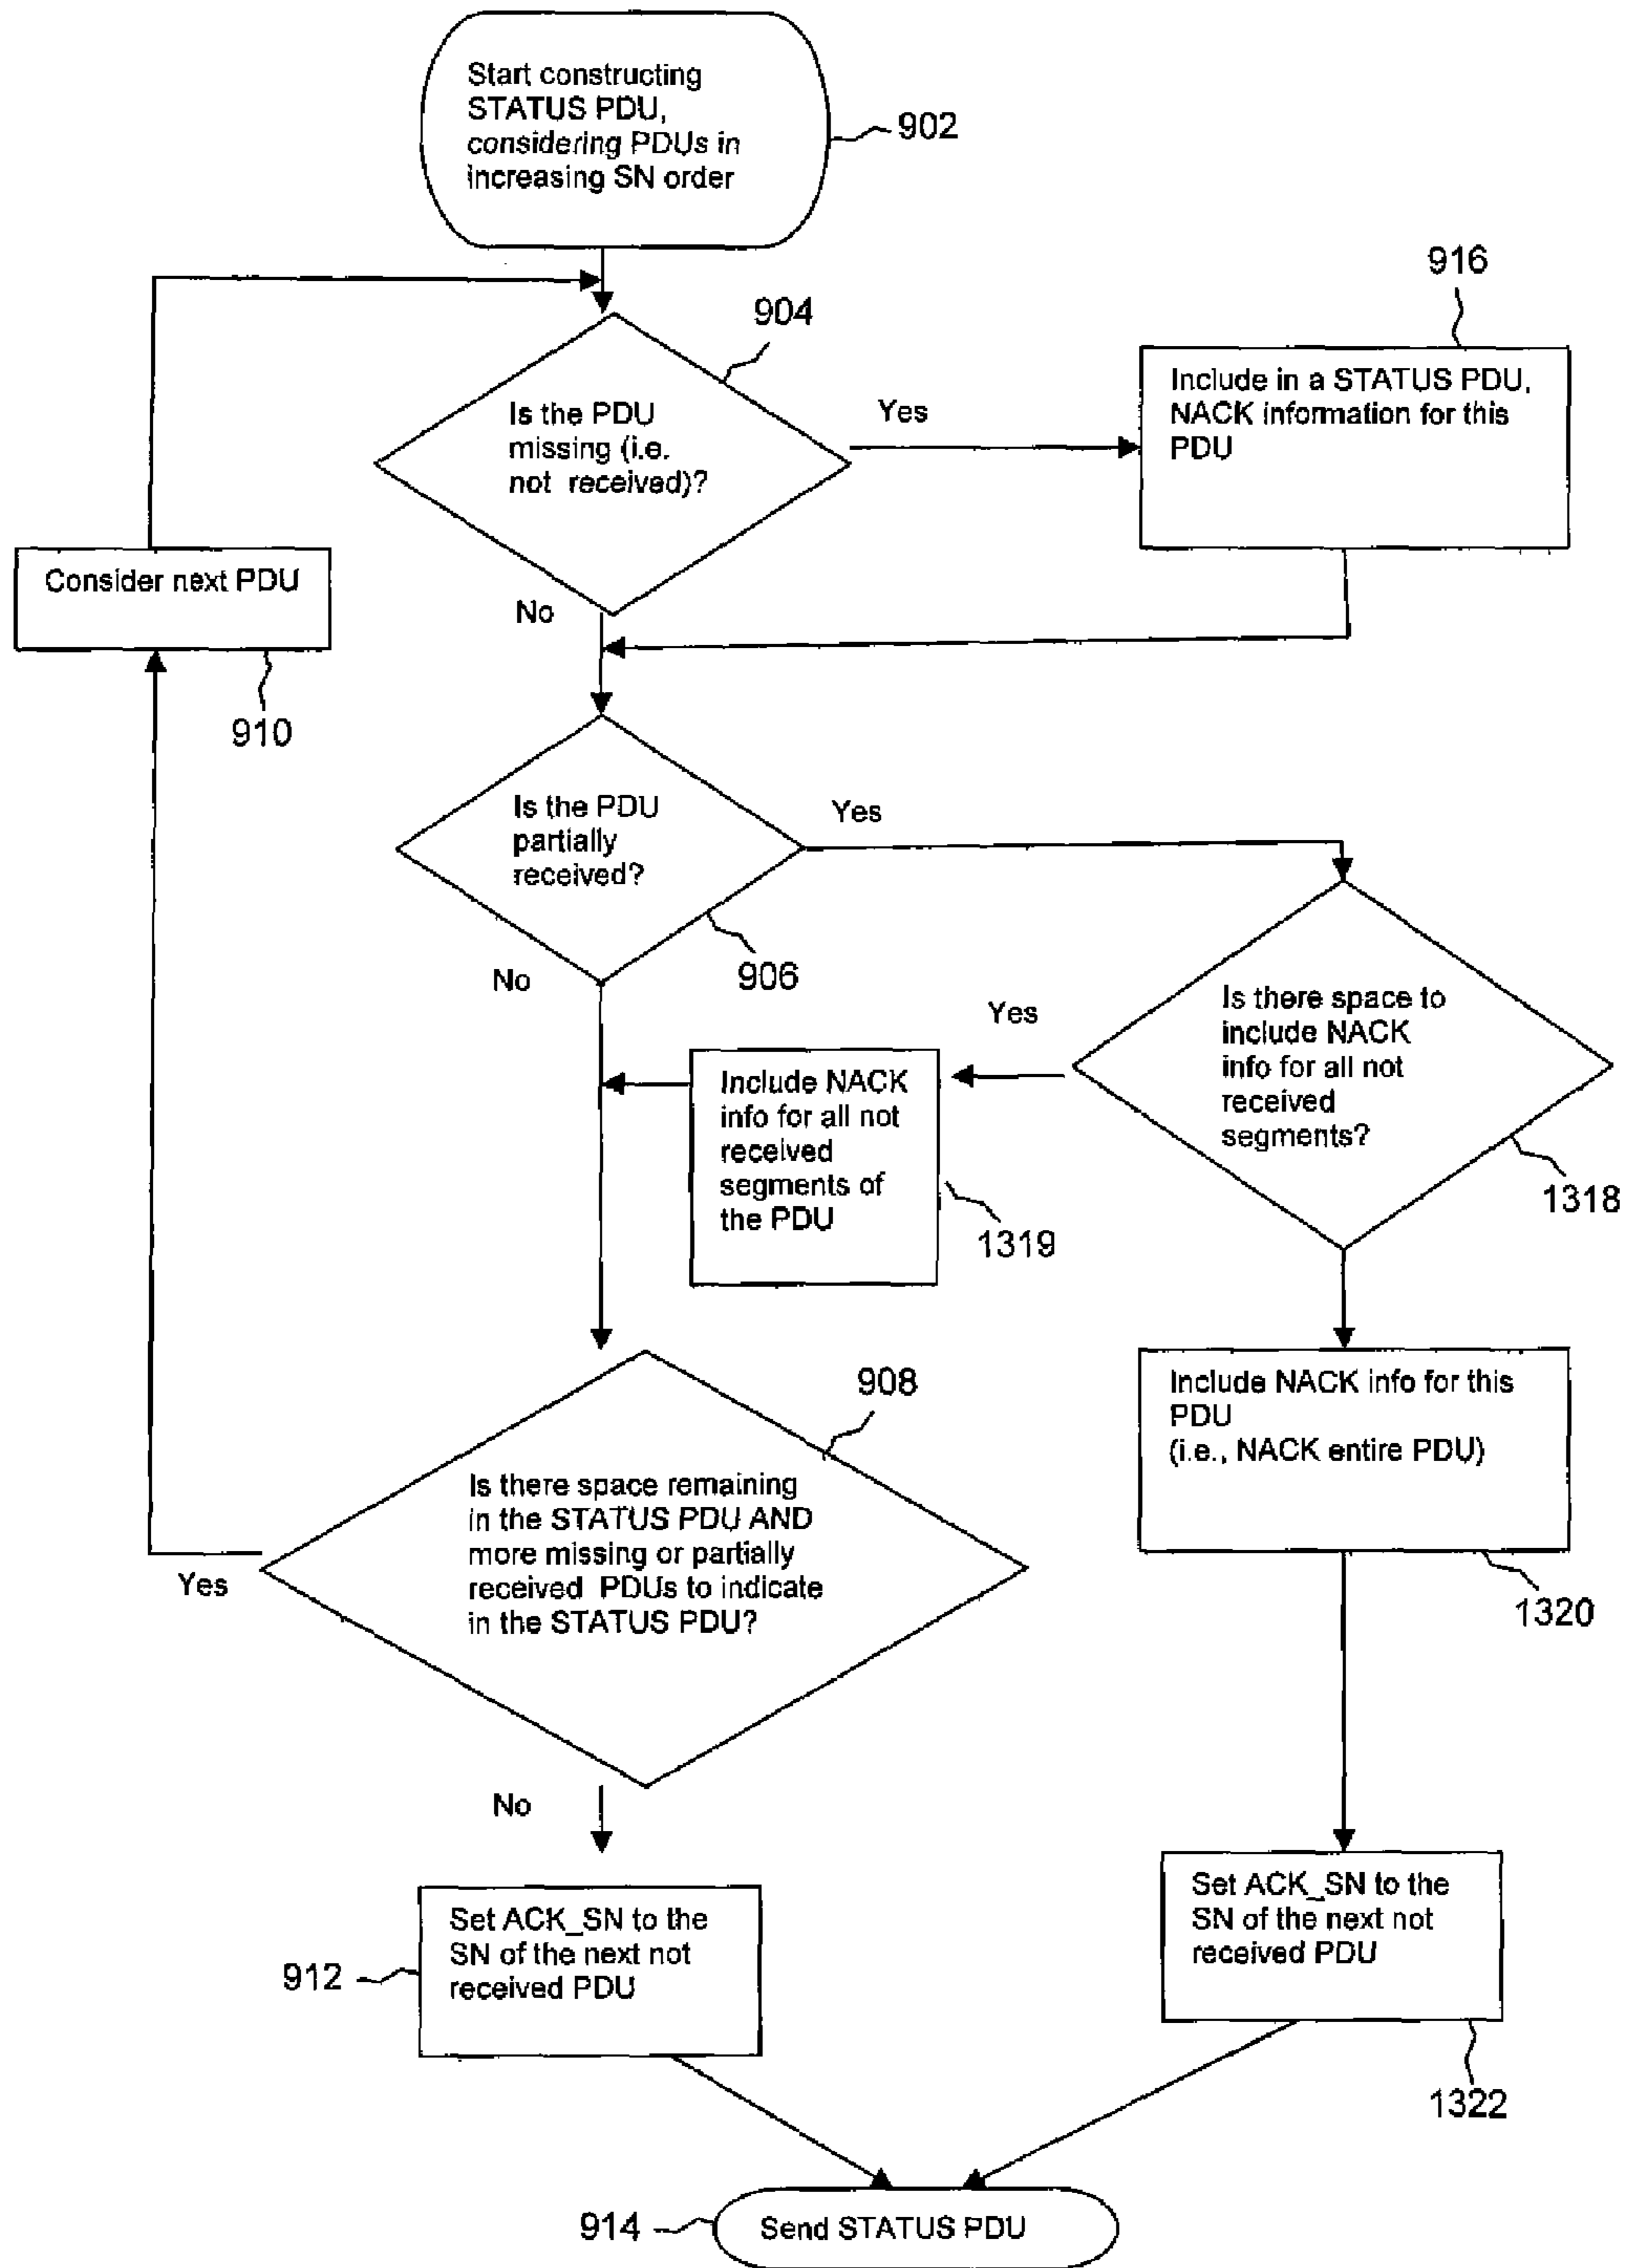 Start constructing
STATUS PDU,
considering PDUs in
increasing SN order
902
916
904
Is the PDU
missing (i.e.
not received)?
Yes
Include in a STATUS PDU,
NACK information for this
PDU
Consider next PDU
No
910
Is the PDU
partially
received?
Yes
No
906
Is there space to
include NACK
info for all not
received
segments?
Yes
Include NACK
info for all not
received
segments of
the PDU
1318
1319
908
Include NACK info for this
PDU
(i.e., NACK entire PDU)
Is there space remaining
in the STATUS PDU AND
more missing or partially
received PDUs to indicate
in the STATUS PDU?
Yes
1320
No
Set ACK_SN to the
SN of the next not
received PDU
912
Set ACK_SN to the
SN of the next not
received PDU
1322
914
Send STATUS PDU